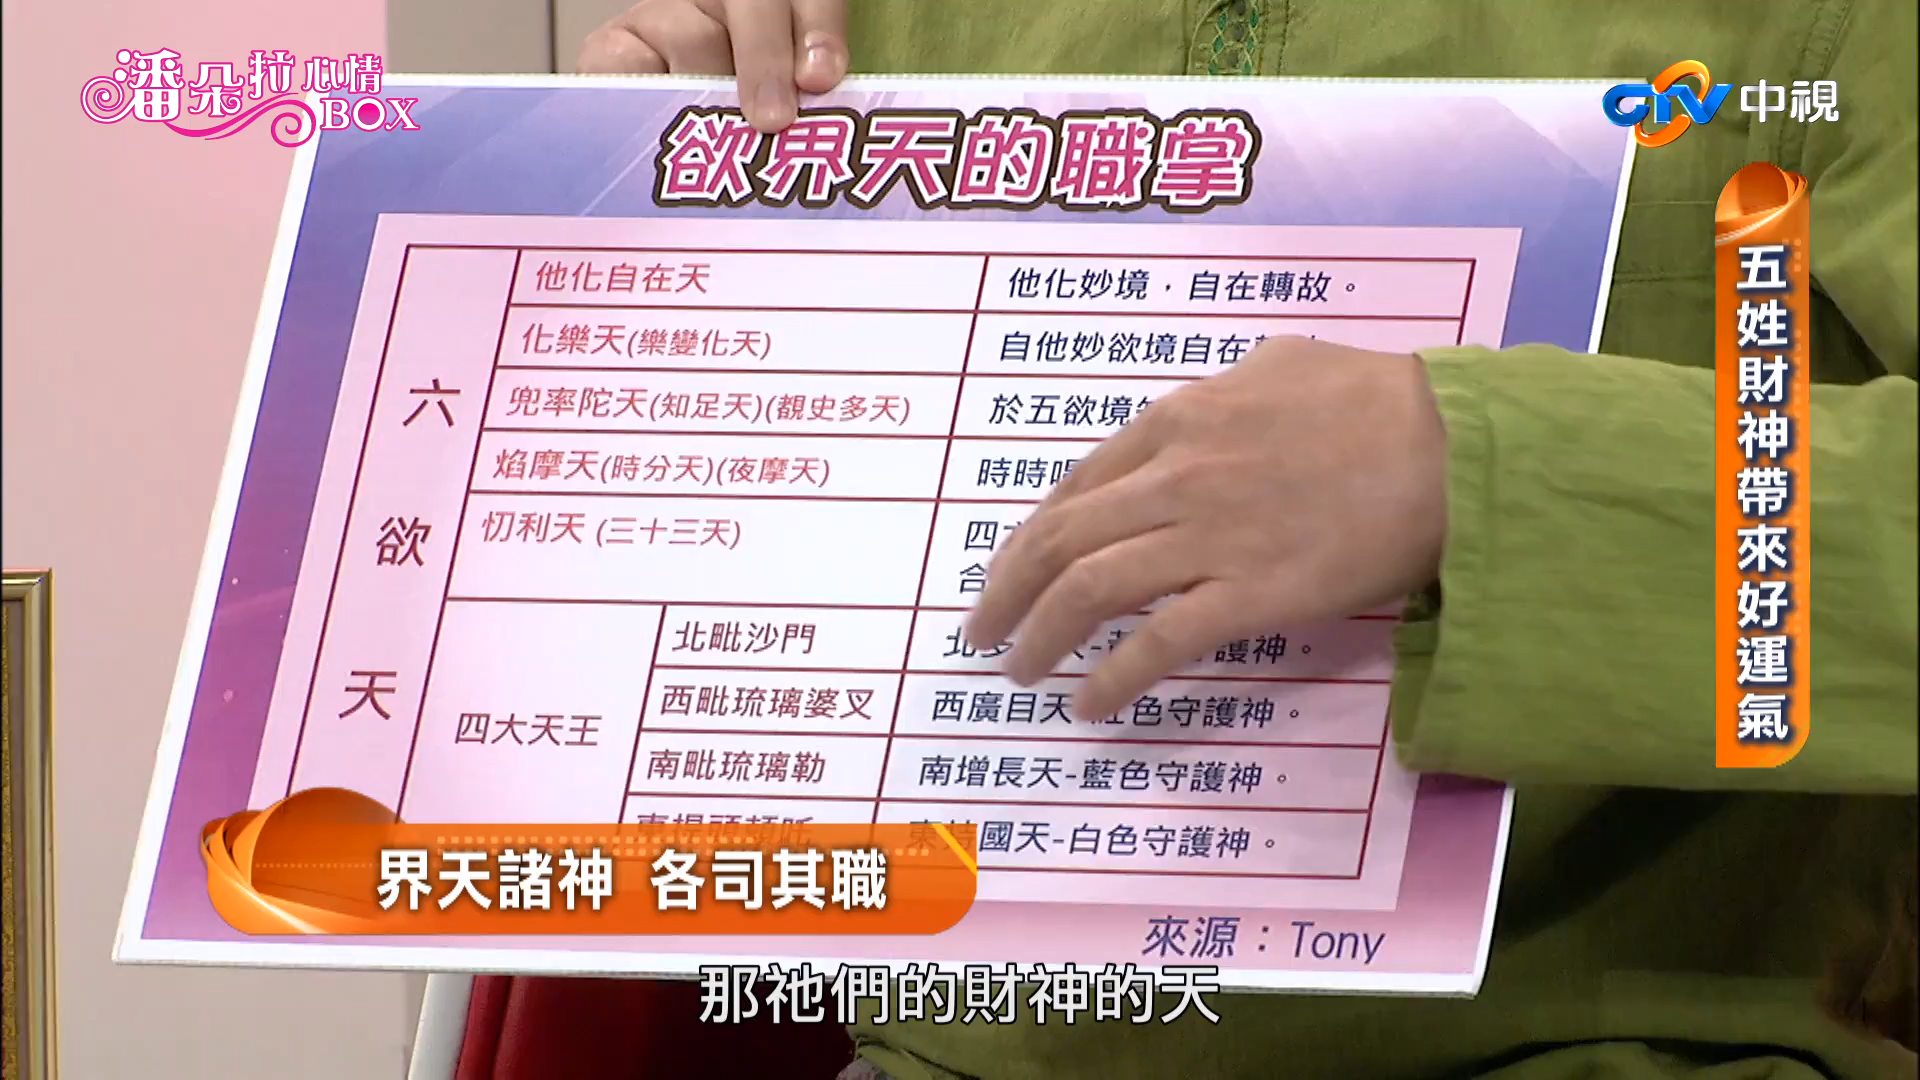 潘朵拉心情BOX
CTV中視
五姓財神帶來好運氣
欲界天的職掌
六欲天
他化自在天 他化妙境，自在轉故。
化樂天(樂變化天) 自他妙欲境自在
兜率陀天(知足天)(覩史多天) 於五欲境
焰摩天(時分天)(夜摩天) 時時
忉利天 (三十三天) 四
合
四大天王
北毗沙門 北 護神。
西毗琉璃婆叉 西廣目天 紅色守護神。
南毗琉璃勒 南增長天-藍色守護神。
國天-白色守護神。
來源：Tony
界天諸神 各司其職
那祂們的財神的天